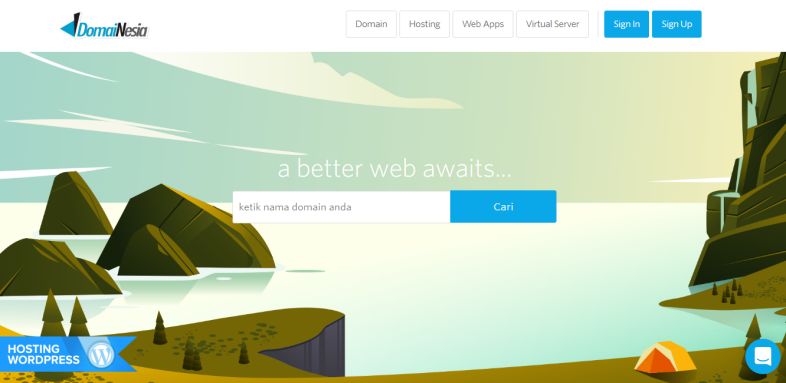 DomaiNesia
Domain Hosting Web Apps Virtual Server Sign In Sign Up
a better web awaits...
ketik nama domain anda Cari
HOSTING
WORDPRESS